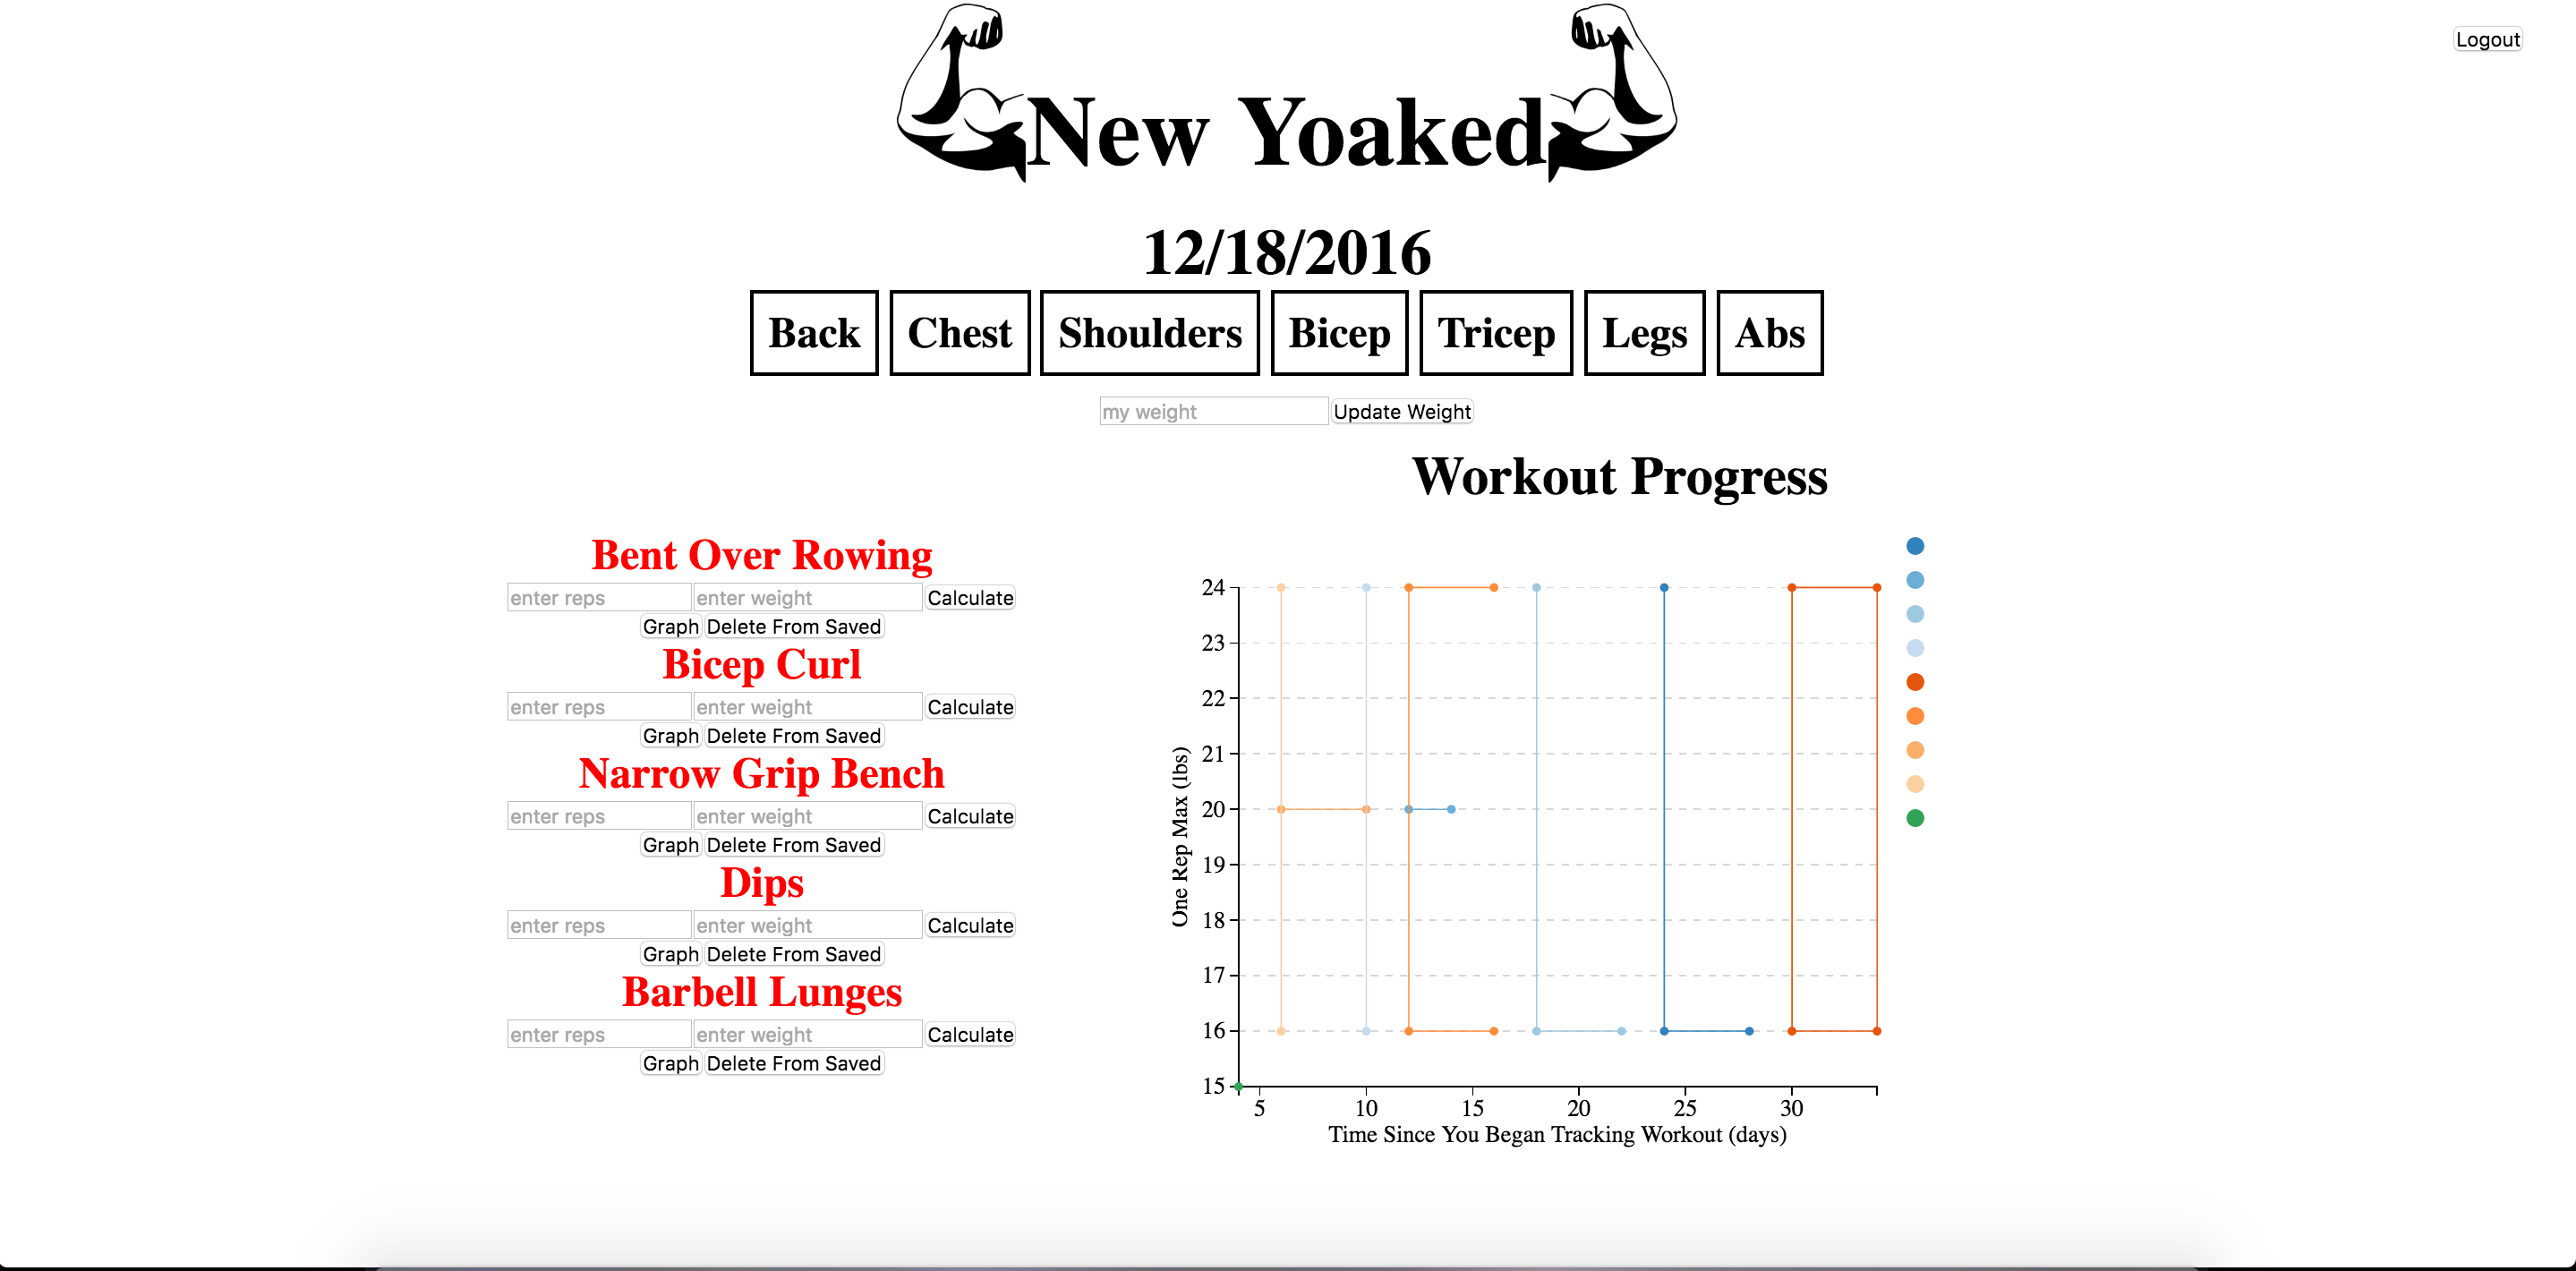 Logout
New Yoaked
12/18/2016
Back Chest Shoulders Bicep Tricep Legs Abs
my weight Update Weight
Workout Progress
Bent Over Rowing
enter reps enter weight Calculate
Graph Delete From Saved
Bicep Curl
enter reps enter weight Calculate
Graph Delete From Saved
Narrow Grip Bench
enter reps enter weight Calculate
Graph Delete From Saved
Dips
enter reps enter weight Calculate
Graph Delete From Saved
Barbell Lunges
enter reps enter weight Calculate
Graph Delete From Saved
One Rep Max (lbs)
24
23
22
21
20
19
18
17
16
15
5 10 15 20 25 30
Time Since You Began Tracking Workout (days)